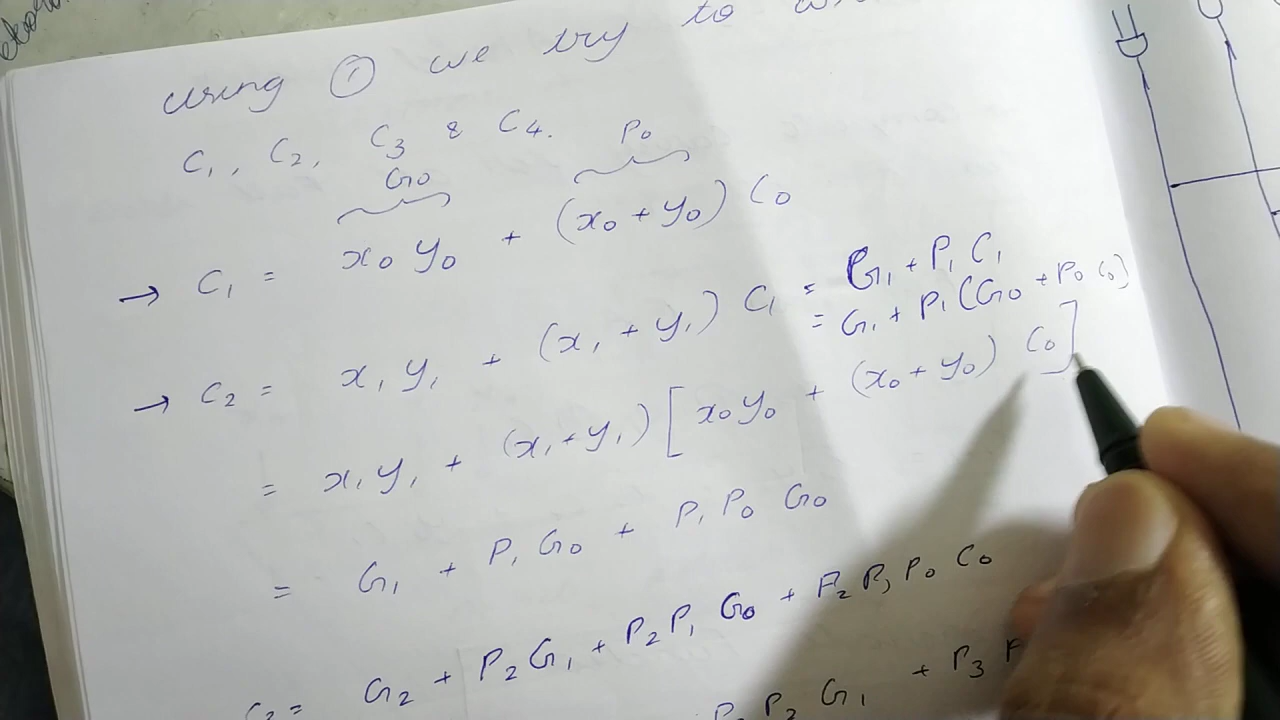 using ① we try to
C₁, C₂, C₃ & C₄.
G₀ P₀
→ C₁ = x₀ y₀ + (x₀ + y₀) C₀
→ C₂ = x₁ y₁ + (x₁ + y₁) C₁ = G₁ + P₁ C₁
= G₁ + P₁ (G₀ + P₀ C₀)
= x₁ y₁ + (x₁ + y₁) [x₀ y₀ + (x₀ + y₀) C₀]
= G₁ + P₁ G₀ + P₁ P₀ G₀
C₃ = G₂ + P₂ G₁ + P₂ P₁ G₀ + P₂ P₁ P₀ C₀
P₂ G₁ + P₃